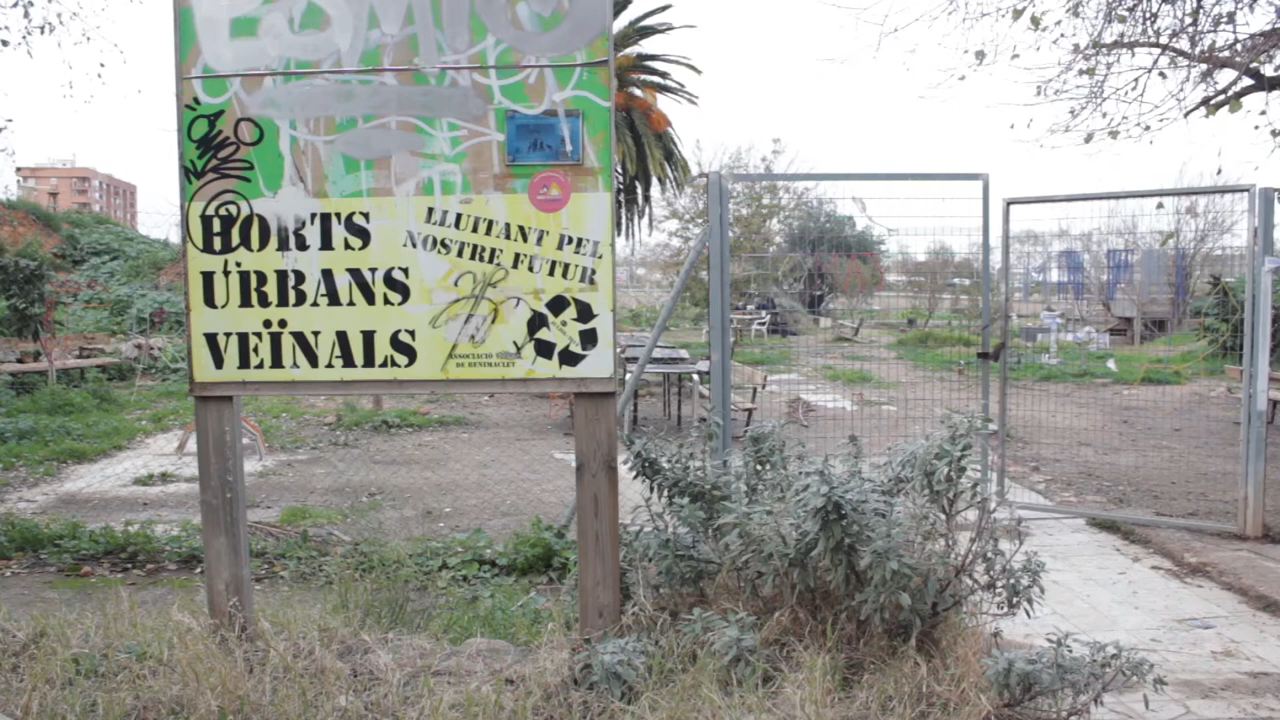 HORTS
URBANS
VEÏNALS
LLUITANT PEL
NOSTRE FUTUR
ASSOCIACIÓ
DE BENIMACLET